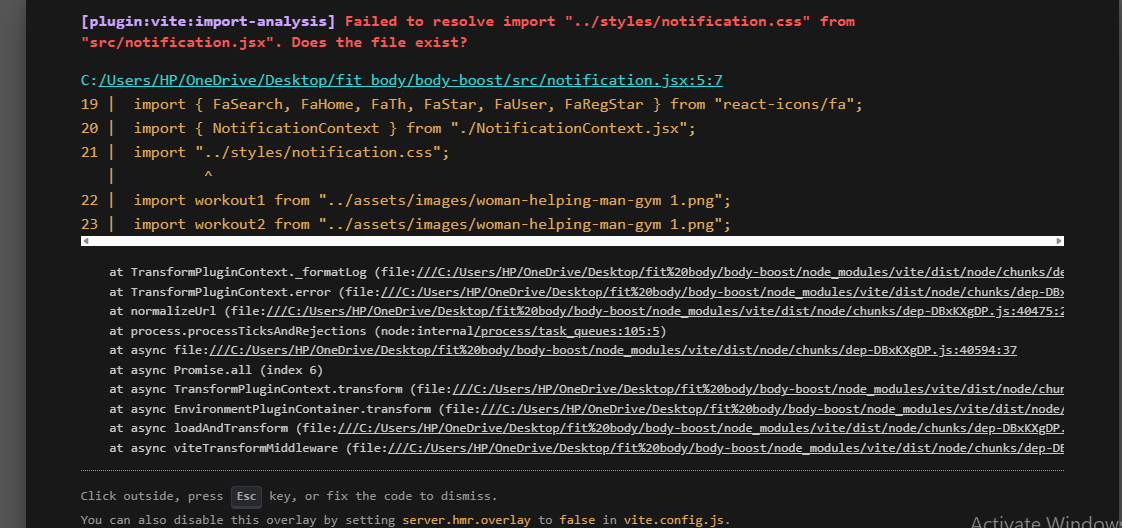 [plugin:vite:import-analysis] Failed to resolve import "../styles/notification.css" from
"src/notification.jsx". Does the file exist?
C:/Users/HP/OneDrive/Desktop/fit body/body-boost/src/notification.jsx:5:7
19 |  import { FaSearch, FaHome, FaTh, FaStar, FaUser, FaRegStar } from "react-icons/fa";
20 |  import { NotificationContext } from "./NotificationContext.jsx";
21 |  import "../styles/notification.css";
|          ^
22 |  import workout1 from "../assets/images/woman-helping-man-gym 1.png";
23 |  import workout2 from "../assets/images/woman-helping-man-gym 1.png";
at TransformPluginContext._formatLog (file:///C:/Users/HP/OneDrive/Desktop/fit%20body/body-boost/node_modules/vite/dist/node/chunks/de
at TransformPluginContext.error (file:///C:/Users/HP/OneDrive/Desktop/fit%20body/body-boost/node_modules/vite/dist/node/chunks/dep-DBx
at normalizeUrl (file:///C:/Users/HP/OneDrive/Desktop/fit%20body/body-boost/node_modules/vite/dist/node/chunks/dep-DBxKXgDP.js:40475:2
at process.processTicksAndRejections (node:internal/process/task_queues:105:5)
at async file:///C:/Users/HP/OneDrive/Desktop/fit%20body/body-boost/node_modules/vite/dist/node/chunks/dep-DBxKXgDP.js:40594:37
at async Promise.all (index 6)
at async TransformPluginContext.transform (file:///C:/Users/HP/OneDrive/Desktop/fit%20body/body-boost/node_modules/vite/dist/node/chun
at async EnvironmentPluginContainer.transform (file:///C:/Users/HP/OneDrive/Desktop/fit%20body/body-boost/node_modules/vite/dist/node/
at async loadAndTransform (file:///C:/Users/HP/OneDrive/Desktop/fit%20body/body-boost/node_modules/vite/dist/node/chunks/dep-DBxKXgDP.
at async viteTransformMiddleware (file:///C:/Users/HP/OneDrive/Desktop/fit%20body/body-boost/node_modules/vite/dist/node/chunks/dep-DB
Click outside, press Esc key, or fix the code to dismiss.
You can also disable this overlay by setting server.hmr.overlay to false in vite.config.js.
Activate Windows